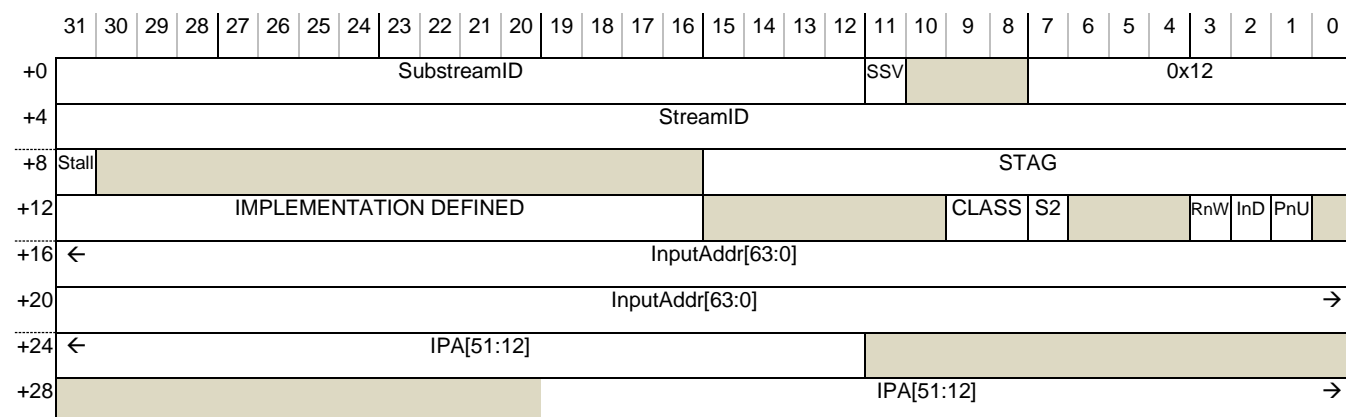 31 30 29 28 27 26 25 24 23 22 21 20 19 18 17 16 15 14 13 12 11 10 9 8 7 6 5 4 3 2 1 0
+0 SubstreamID SSV 0x12
+4 StreamID
+8 Stall STAG
+12 IMPLEMENTATION DEFINED CLASS S2 RnW InD PnU
+16 ← InputAddr[63:0]
+20 InputAddr[63:0] →
+24 ← IPA[51:12]
+28 IPA[51:12] →